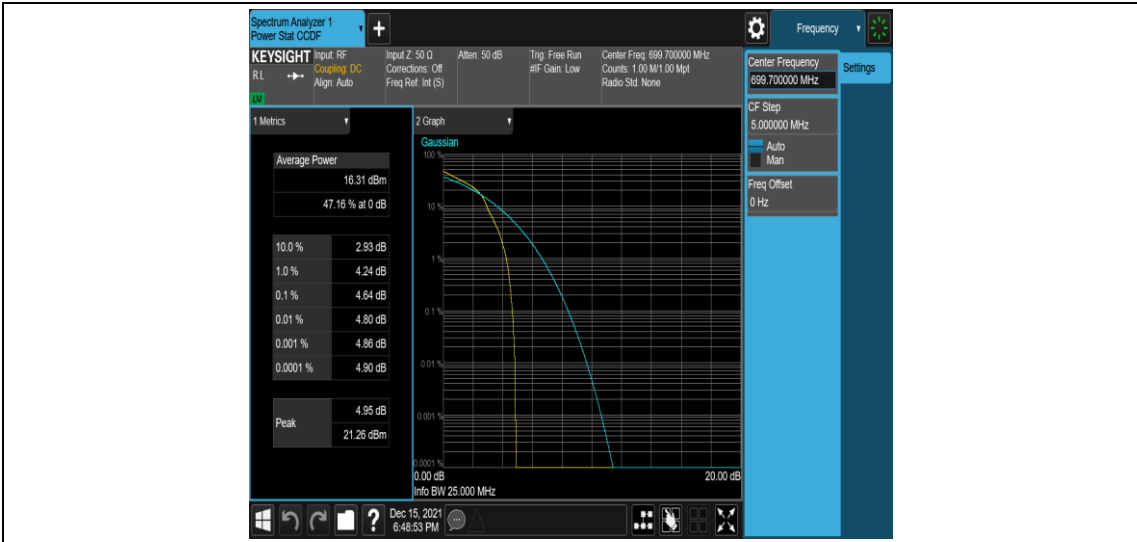 Spectrum Analyzer 1
Power Stat CCDF
+
Frequency
KEYSIGHT
Input: RF
Input Z: 50 Ω
Atten: 50 dB
Trig: Free Run
Center Freq: 699.700000 MHz
RL
Coupling: DC
Corrections: Off
#IF Gain: Low
Counts: 1.00 M/1.00 Mpt
Align: Auto
Freq Ref: Int (S)
Radio Std: None
LXI
Center Frequency
699.700000 MHz
Settings
CF Step
5.000000 MHz
Auto
Man
Freq Offset
0 Hz
1 Metrics
Average Power
16.31 dBm
47.16 % at 0 dB
10.0 % 2.93 dB
1.0 % 4.24 dB
0.1 % 4.64 dB
0.01 % 4.80 dB
0.001 % 4.86 dB
0.0001 % 4.90 dB
Peak
4.95 dB
21.26 dBm
2 Graph
Gaussian
100 %
10 %
1 %
0.1 %
0.01 %
0.001 %
0.0001 %
0.00 dB
20.00 dB
Info BW 25.000 MHz
?
Dec 15, 2021
6:48:53 PM